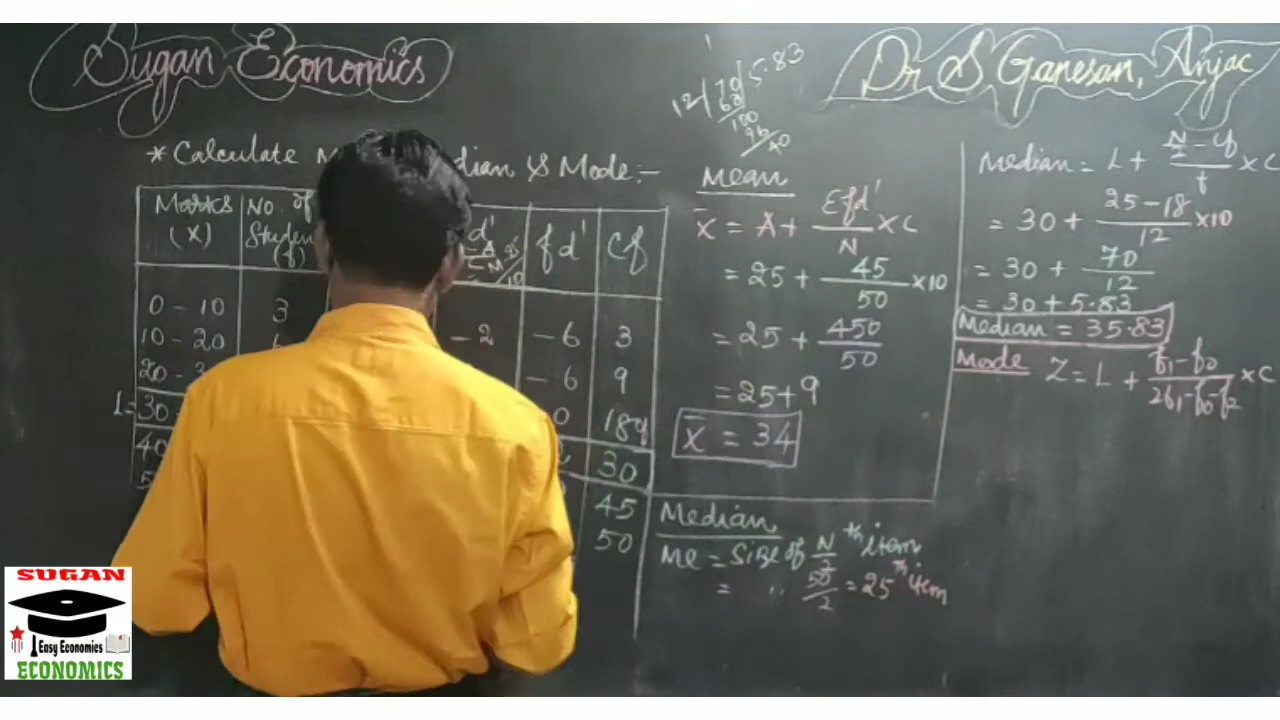 Sugan Economics
Dr S Ganesan, Anjac
* Calculate M dian & Mode:-
Marks (X)
No. of Studen (f)
d'
fd'
Cf
0 - 10 3
10 - 20 -2 -6 3
20 - 3 -6 9
L= 30 0 18
40 30
45
50
12 70 5.83
60
100
96
40
Mean
X̄ = A + Σfd'/N × C
= 25 + 45/50 × 10
= 25 + 450/50
= 25 + 9
x̄ = 34
Median
Me = Size of N/2 th item
= ,, 50/2 = 25 th item
Median = L + N/2 - cf/f × C
= 30 + 25 - 18/12 × 10
= 30 + 70/12
= 30 + 5.83
Median = 35.83
Mode Z = L + f₁-f₀/2f₁-f₀-f₂ × C
SUGAN
Easy Economics
ECONOMICS